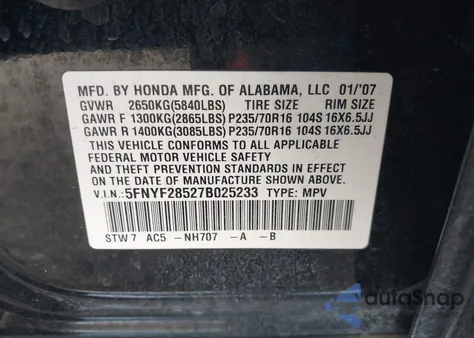 MFD. BY HONDA MFG. OF ALABAMA, LLC 01/'07
GVWR 2650KG(5840LBS) TIRE SIZE RIM SIZE
GAWR F 1300KG(2865LBS) P235/70R16 104S 16X6.5JJ
GAWR R 1400KG(3085LBS) P235/70R16 104S 16X6.5JJ
THIS VEHICLE CONFORMS TO ALL APPLICABLE
FEDERAL MOTOR VEHICLE SAFETY
AND THEFT PREVENTION STANDARDS IN EFFECT
ON THE DATE OF MANUFACTURE SHOWN ABOVE.
V.I.N.: 5FNYF28527B025233 TYPE: MPV
STW7 AC5 -NH707 -A -B
autoSnap